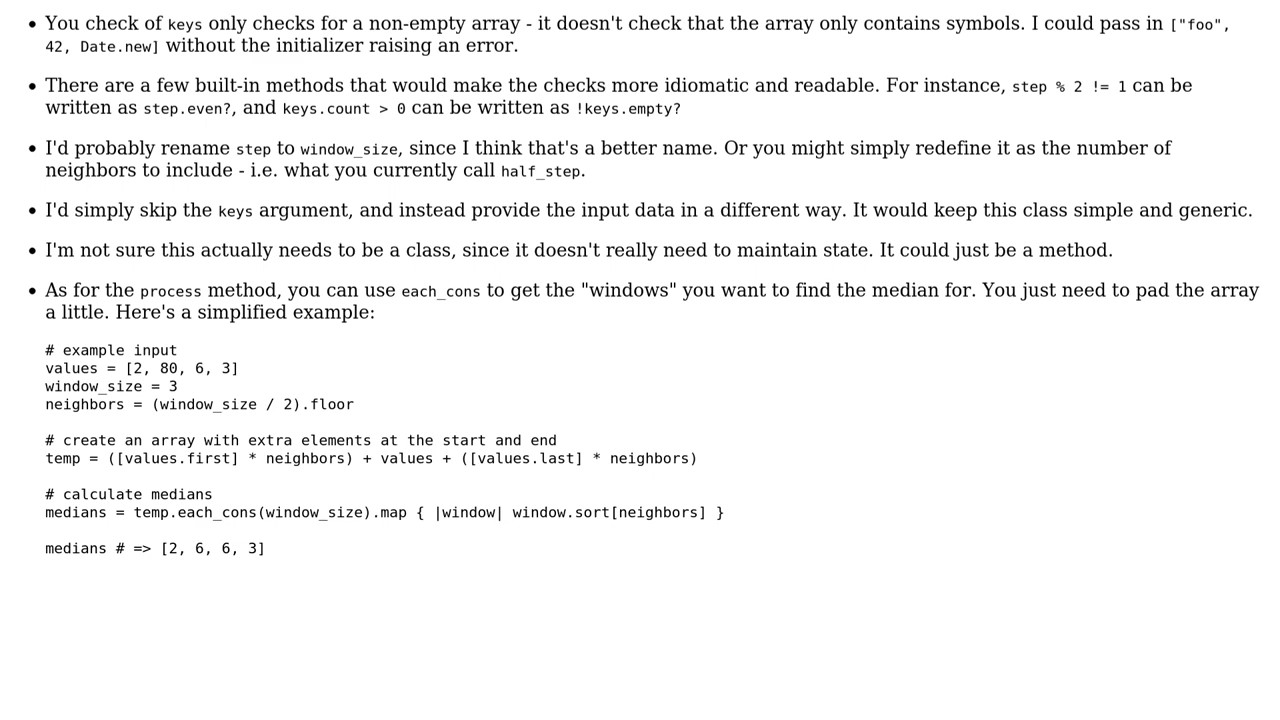 You check of keys only checks for a non-empty array - it doesn't check that the array only contains symbols. I could pass in ["foo",
42, Date.new] without the initializer raising an error.
There are a few built-in methods that would make the checks more idiomatic and readable. For instance, step % 2 != 1 can be
written as step.even?, and keys.count > 0 can be written as !keys.empty?
I'd probably rename step to window_size, since I think that's a better name. Or you might simply redefine it as the number of
neighbors to include - i.e. what you currently call half_step.
I'd simply skip the keys argument, and instead provide the input data in a different way. It would keep this class simple and generic.
I'm not sure this actually needs to be a class, since it doesn't really need to maintain state. It could just be a method.
As for the process method, you can use each_cons to get the "windows" you want to find the median for. You just need to pad the array
a little. Here's a simplified example:
# example input
values = [2, 80, 6, 3]
window_size = 3
neighbors = (window_size / 2).floor
# create an array with extra elements at the start and end
temp = ([values.first] * neighbors) + values + ([values.last] * neighbors)
# calculate medians
medians = temp.each_cons(window_size).map { |window| window.sort[neighbors] }
medians # => [2, 6, 6, 3]